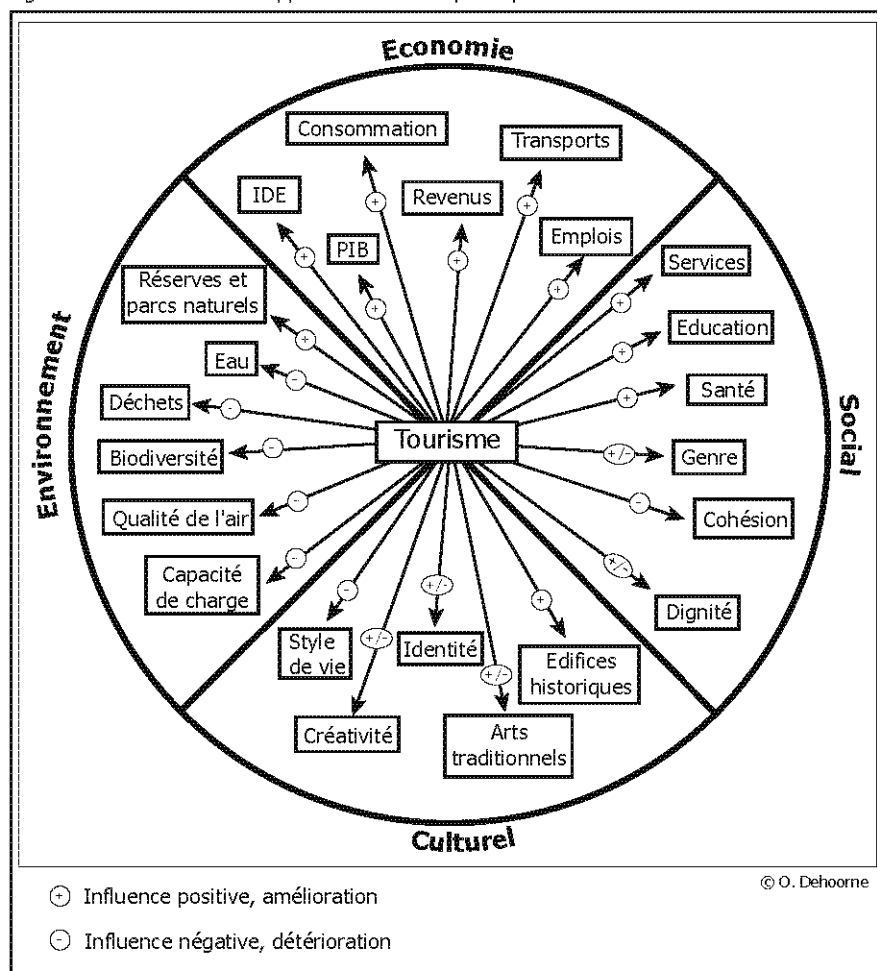 Economie
Consommation
Transports
IDE
Revenus
PIB
Emplois
Services
Réserves et
parcs naturels
Education
Eau
Santé
Déchets
Tourisme
Biodiversité
Genre
Environnement
Social
Qualité de l'air
Cohésion
Capacité
de charge
Dignité
Style
de vie
Identité
Edifices
historiques
Créativité
Arts
traditionnels
Culturel
+
+
+
+
+
+
+
+
+
+
-
-
-
-
-
+/-
-
+/-
-
+/-
+/-
+/-
+
© O. Dehoorne
+ Influence positive, amélioration
- Influence négative, détérioration